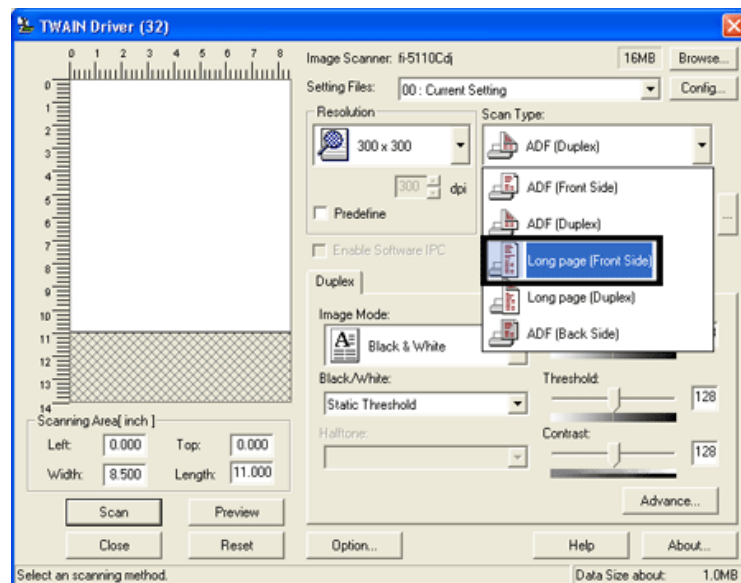 TWAIN Driver (32)
0 1 2 3 4 5 6 7 8
Image Scanner: fi-5110Cdj
16MB
Browse...
Setting Files:
00 : Current Setting
Config...
Resolution
300 x 300
300
dpi
Predefine
Enable Software IPC
Scan Type:
ADF (Duplex)
ADF (Front Side)
ADF (Duplex)
Long page (Front Side)
Long page (Duplex)
ADF (Back Side)
...
0
1
2
3
4
5
6
7
8
9
10
11
12
13
14
Duplex
Image Mode:
Black & White
Black/White:
Static Threshold
Halftone:
Threshold:
128
Contrast:
128
Advance...
Scanning Area[ inch ]
Left: 0.000 Top: 0.000
Width: 8.500 Length: 11.000
Scan
Preview
Close
Reset
Option...
Help
About...
Select an scanning method.
Data Size about: 1.0MB